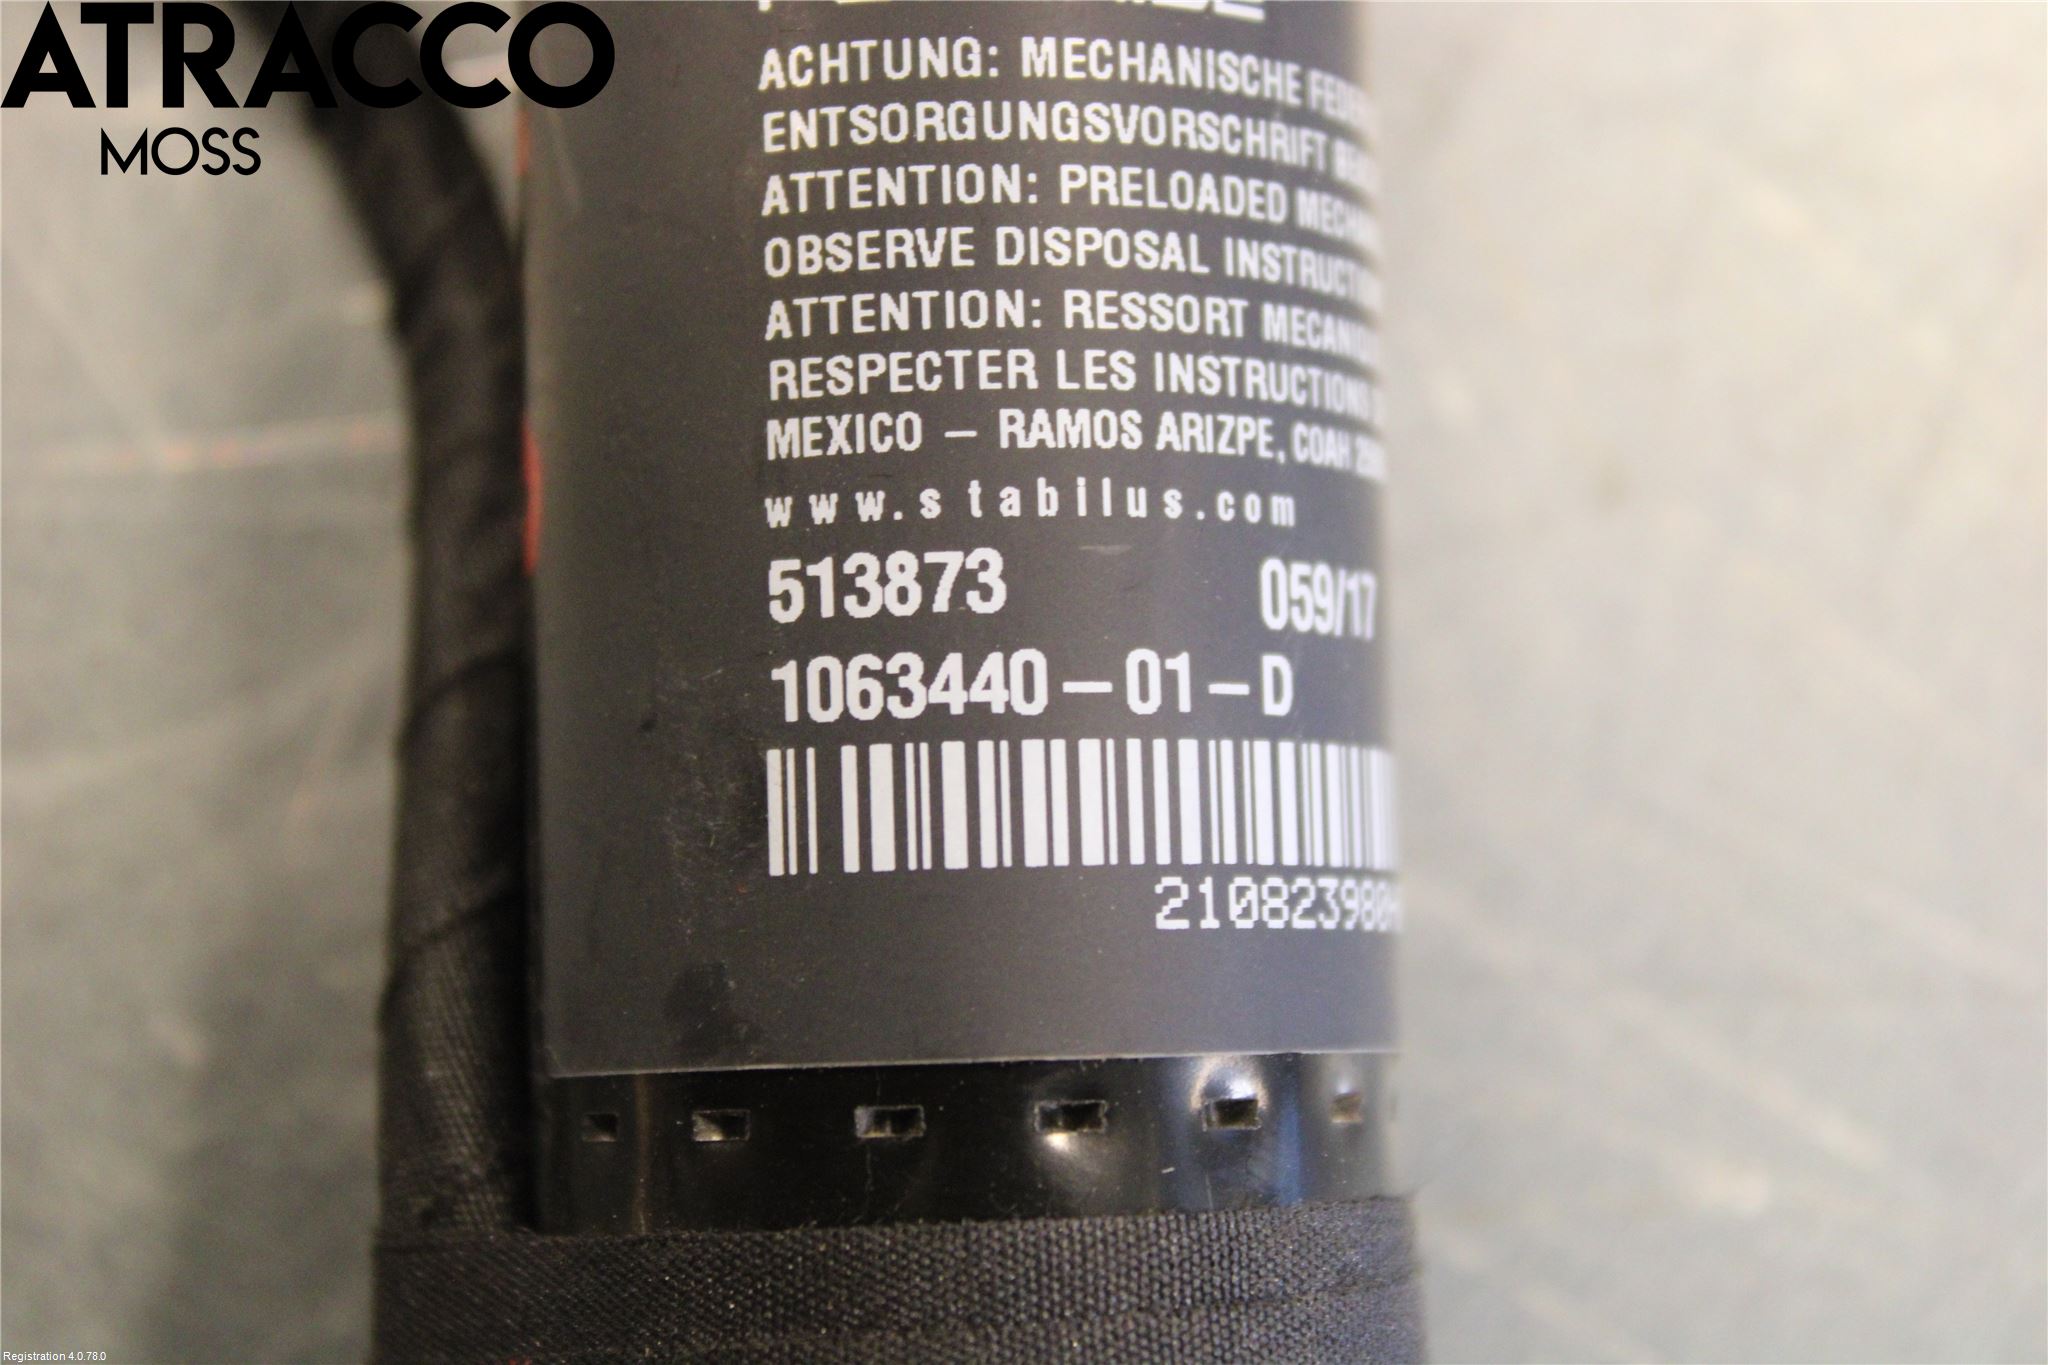 ATRACCO
MOSS
ACHTUNG: MECHANISCHE
ENTSORGUNGSVORSCHRIFT
ATTENTION: PRELOADED
OBSERVE DISPOSAL
ATTENTION: RESSORT
RESPECTER LES INSTRUCTIONS
MEXICO – RAMOS ARIZPE, COAH
www.stabilus.com
513873 059/17
1063440–01–D
210823980
Registration 4.0.78.0